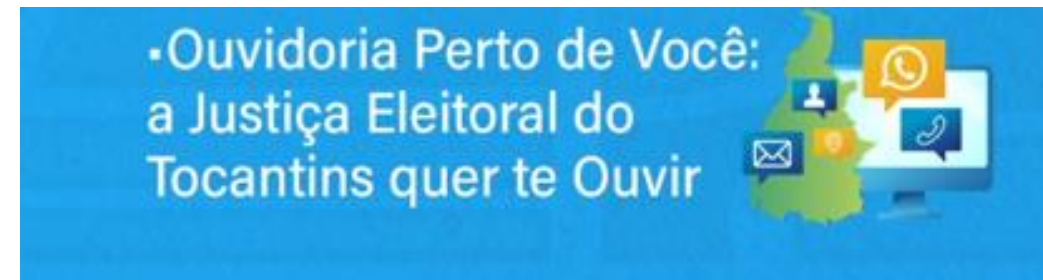 •Ouvidoria Perto de Você:
a Justiça Eleitoral do
Tocantins quer te Ouvir